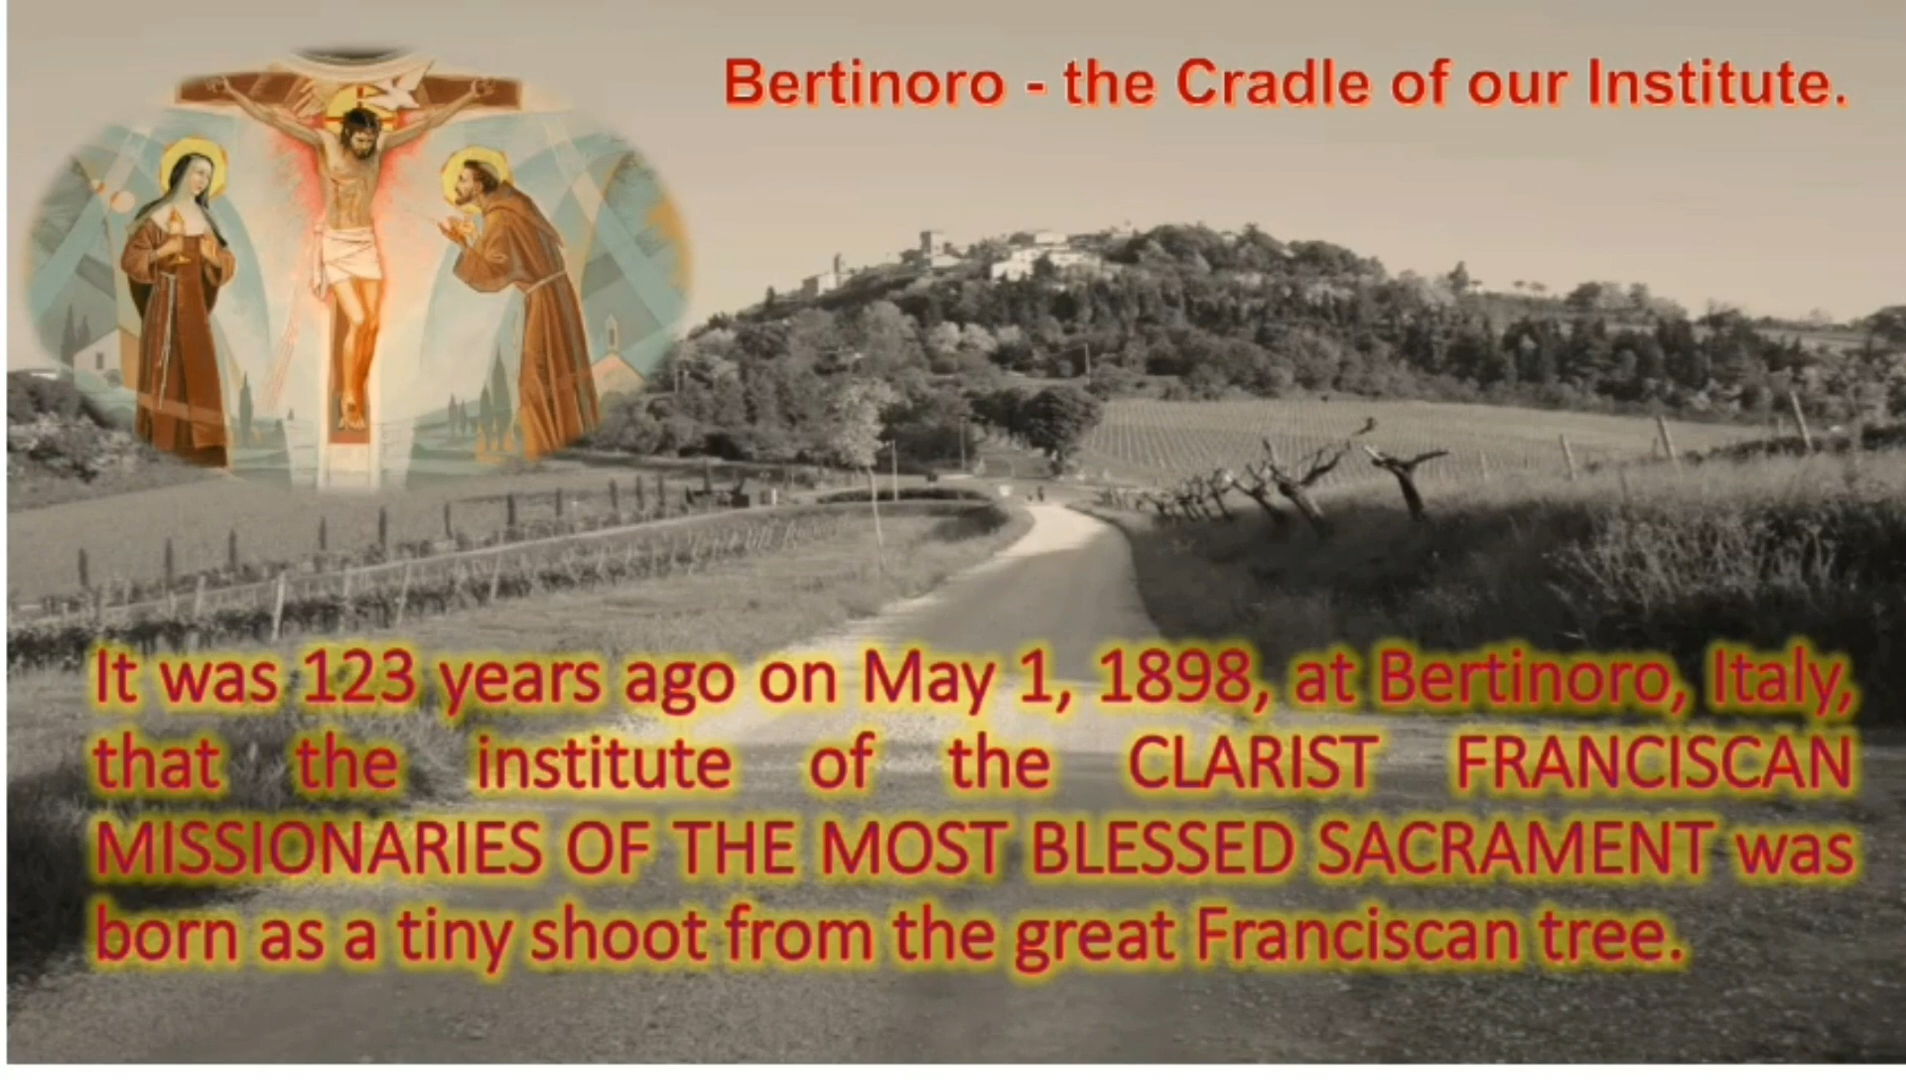 Bertinoro - the Cradle of our Institute.
It was 123 years ago on May 1, 1898, at Bertinoro, Italy,
that the institute of the CLARIST FRANCISCAN
MISSIONARIES OF THE MOST BLESSED SACRAMENT was
born as a tiny shoot from the great Franciscan tree.